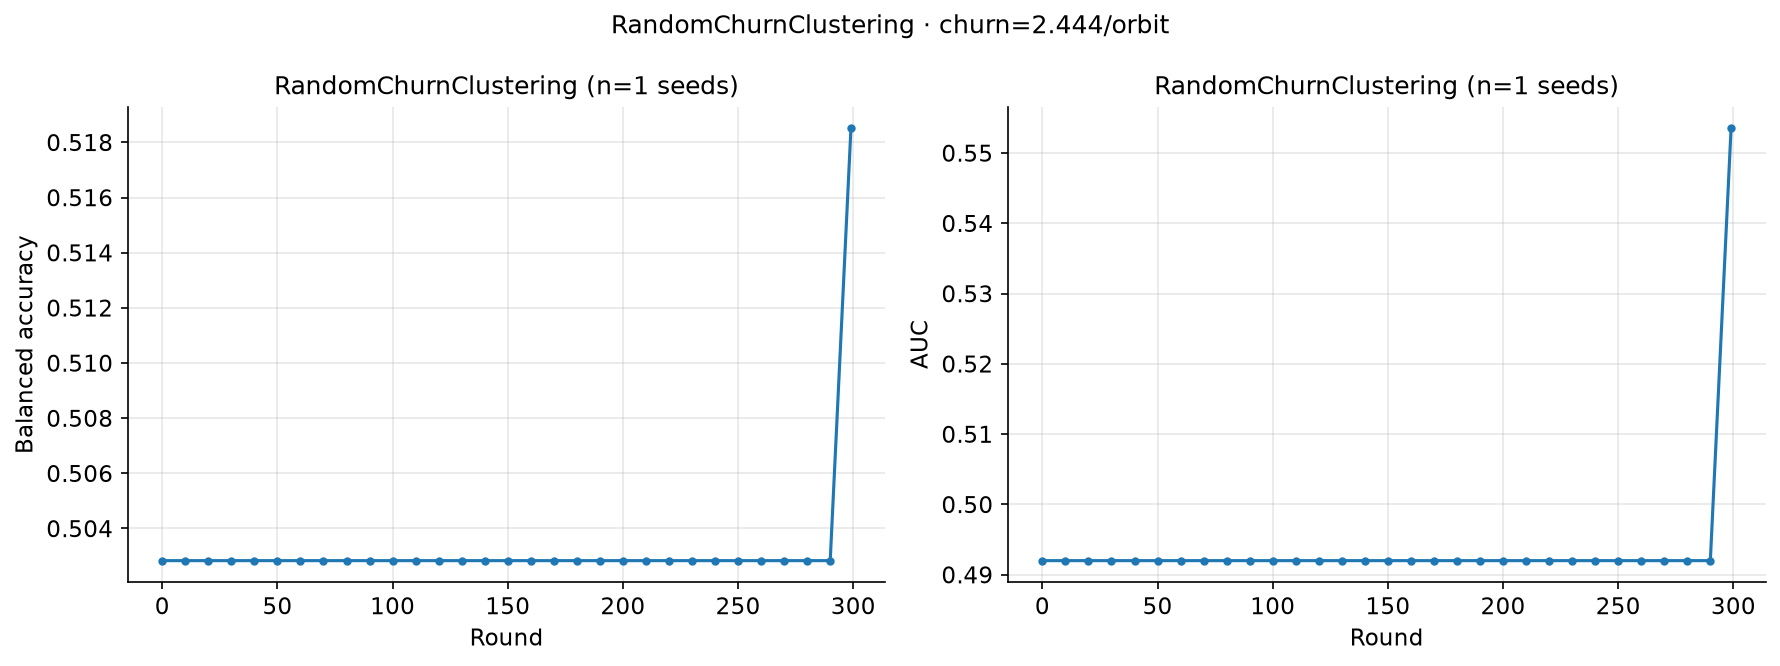 RandomChurnClustering · churn=2.444/orbit
RandomChurnClustering (n=1 seeds)
Balanced accuracy
0.518
0.516
0.514
0.512
0.510
0.508
0.506
0.504
0 50 100 150 200 250 300
Round
RandomChurnClustering (n=1 seeds)
AUC
0.55
0.54
0.53
0.52
0.51
0.50
0.49
0 50 100 150 200 250 300
Round